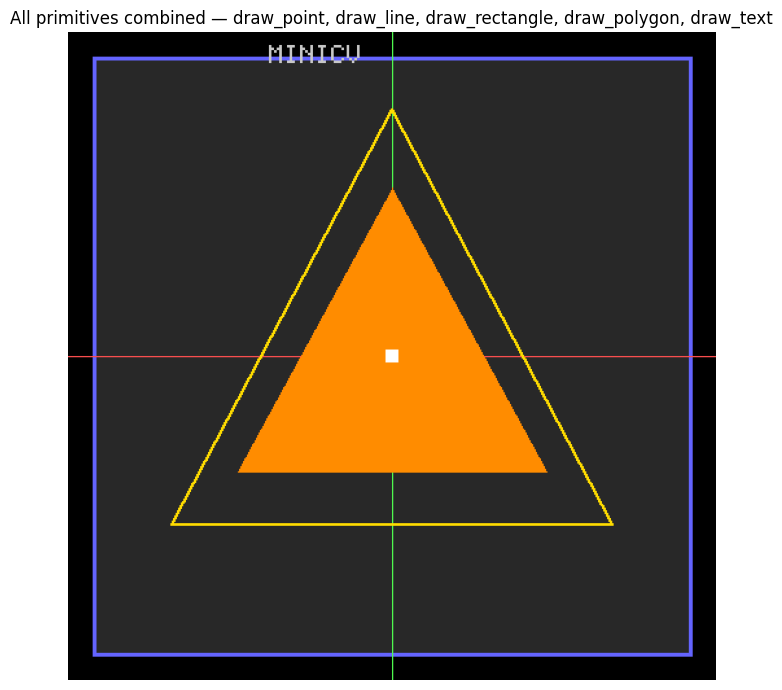 All primitives combined — draw_point, draw_line, draw_rectangle, draw_polygon, draw_text
MINICV